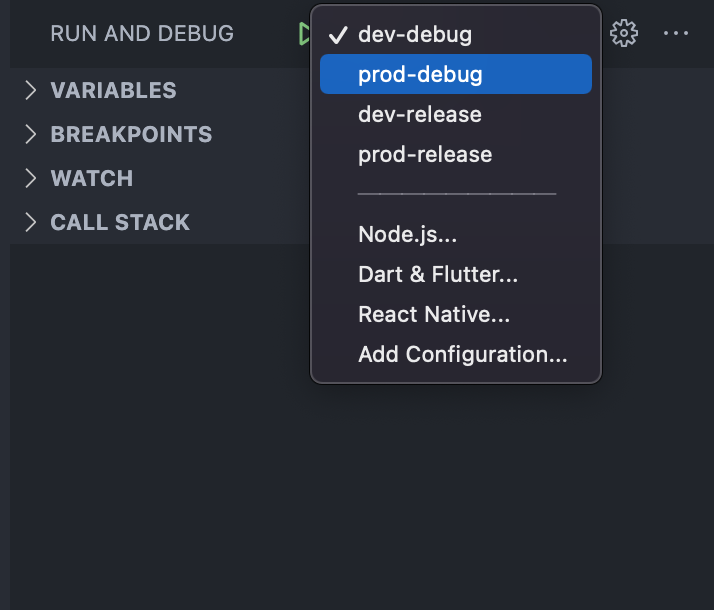 RUN AND DEBUG
VARIABLES
BREAKPOINTS
WATCH
CALL STACK
dev-debug
prod-debug
dev-release
prod-release
Node.js...
Dart & Flutter...
React Native...
Add Configuration...